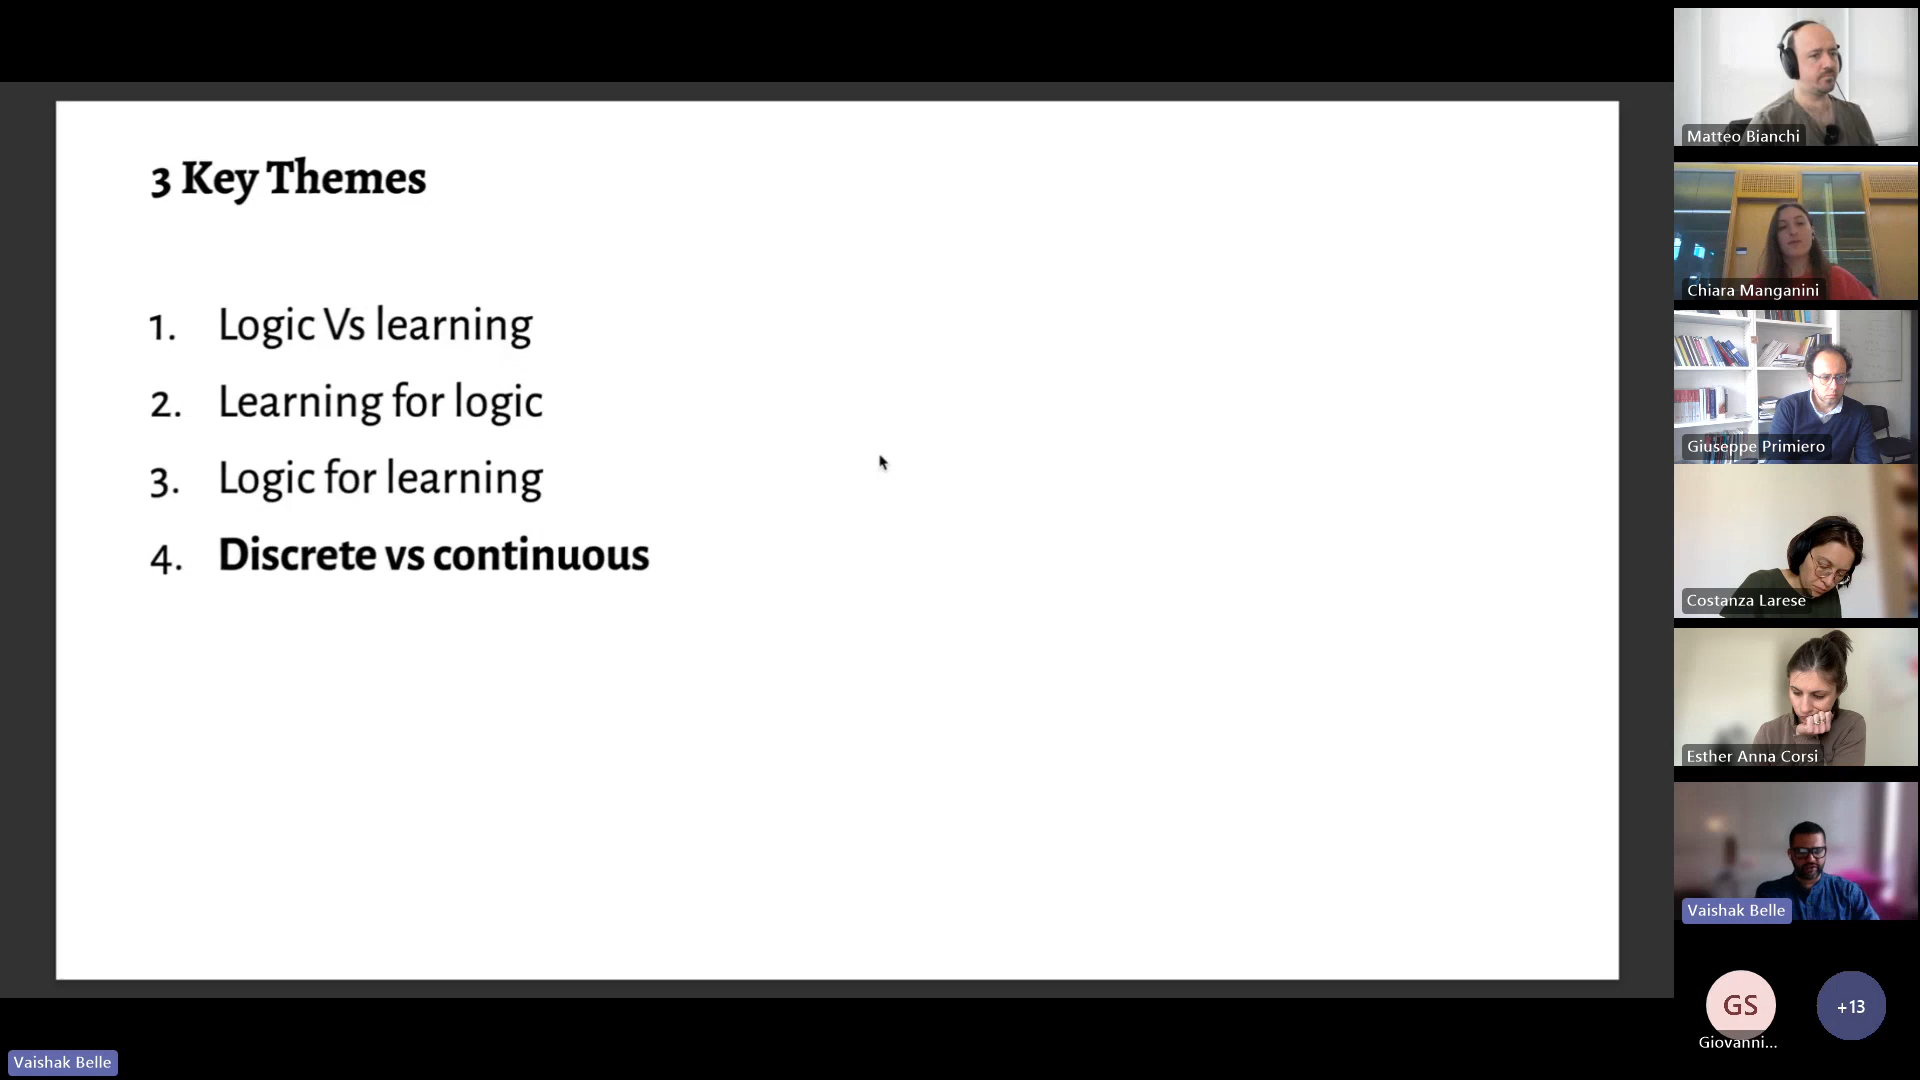 3 Key Themes
1. Logic Vs learning
2. Learning for logic
3. Logic for learning
4. Discrete vs continuous
Matteo Bianchi
Chiara Manganini
Giuseppe Primiero
Costanza Larese
Esther Anna Corsi
Vaishak Belle
GS
Giovanni...
+13
Vaishak Belle